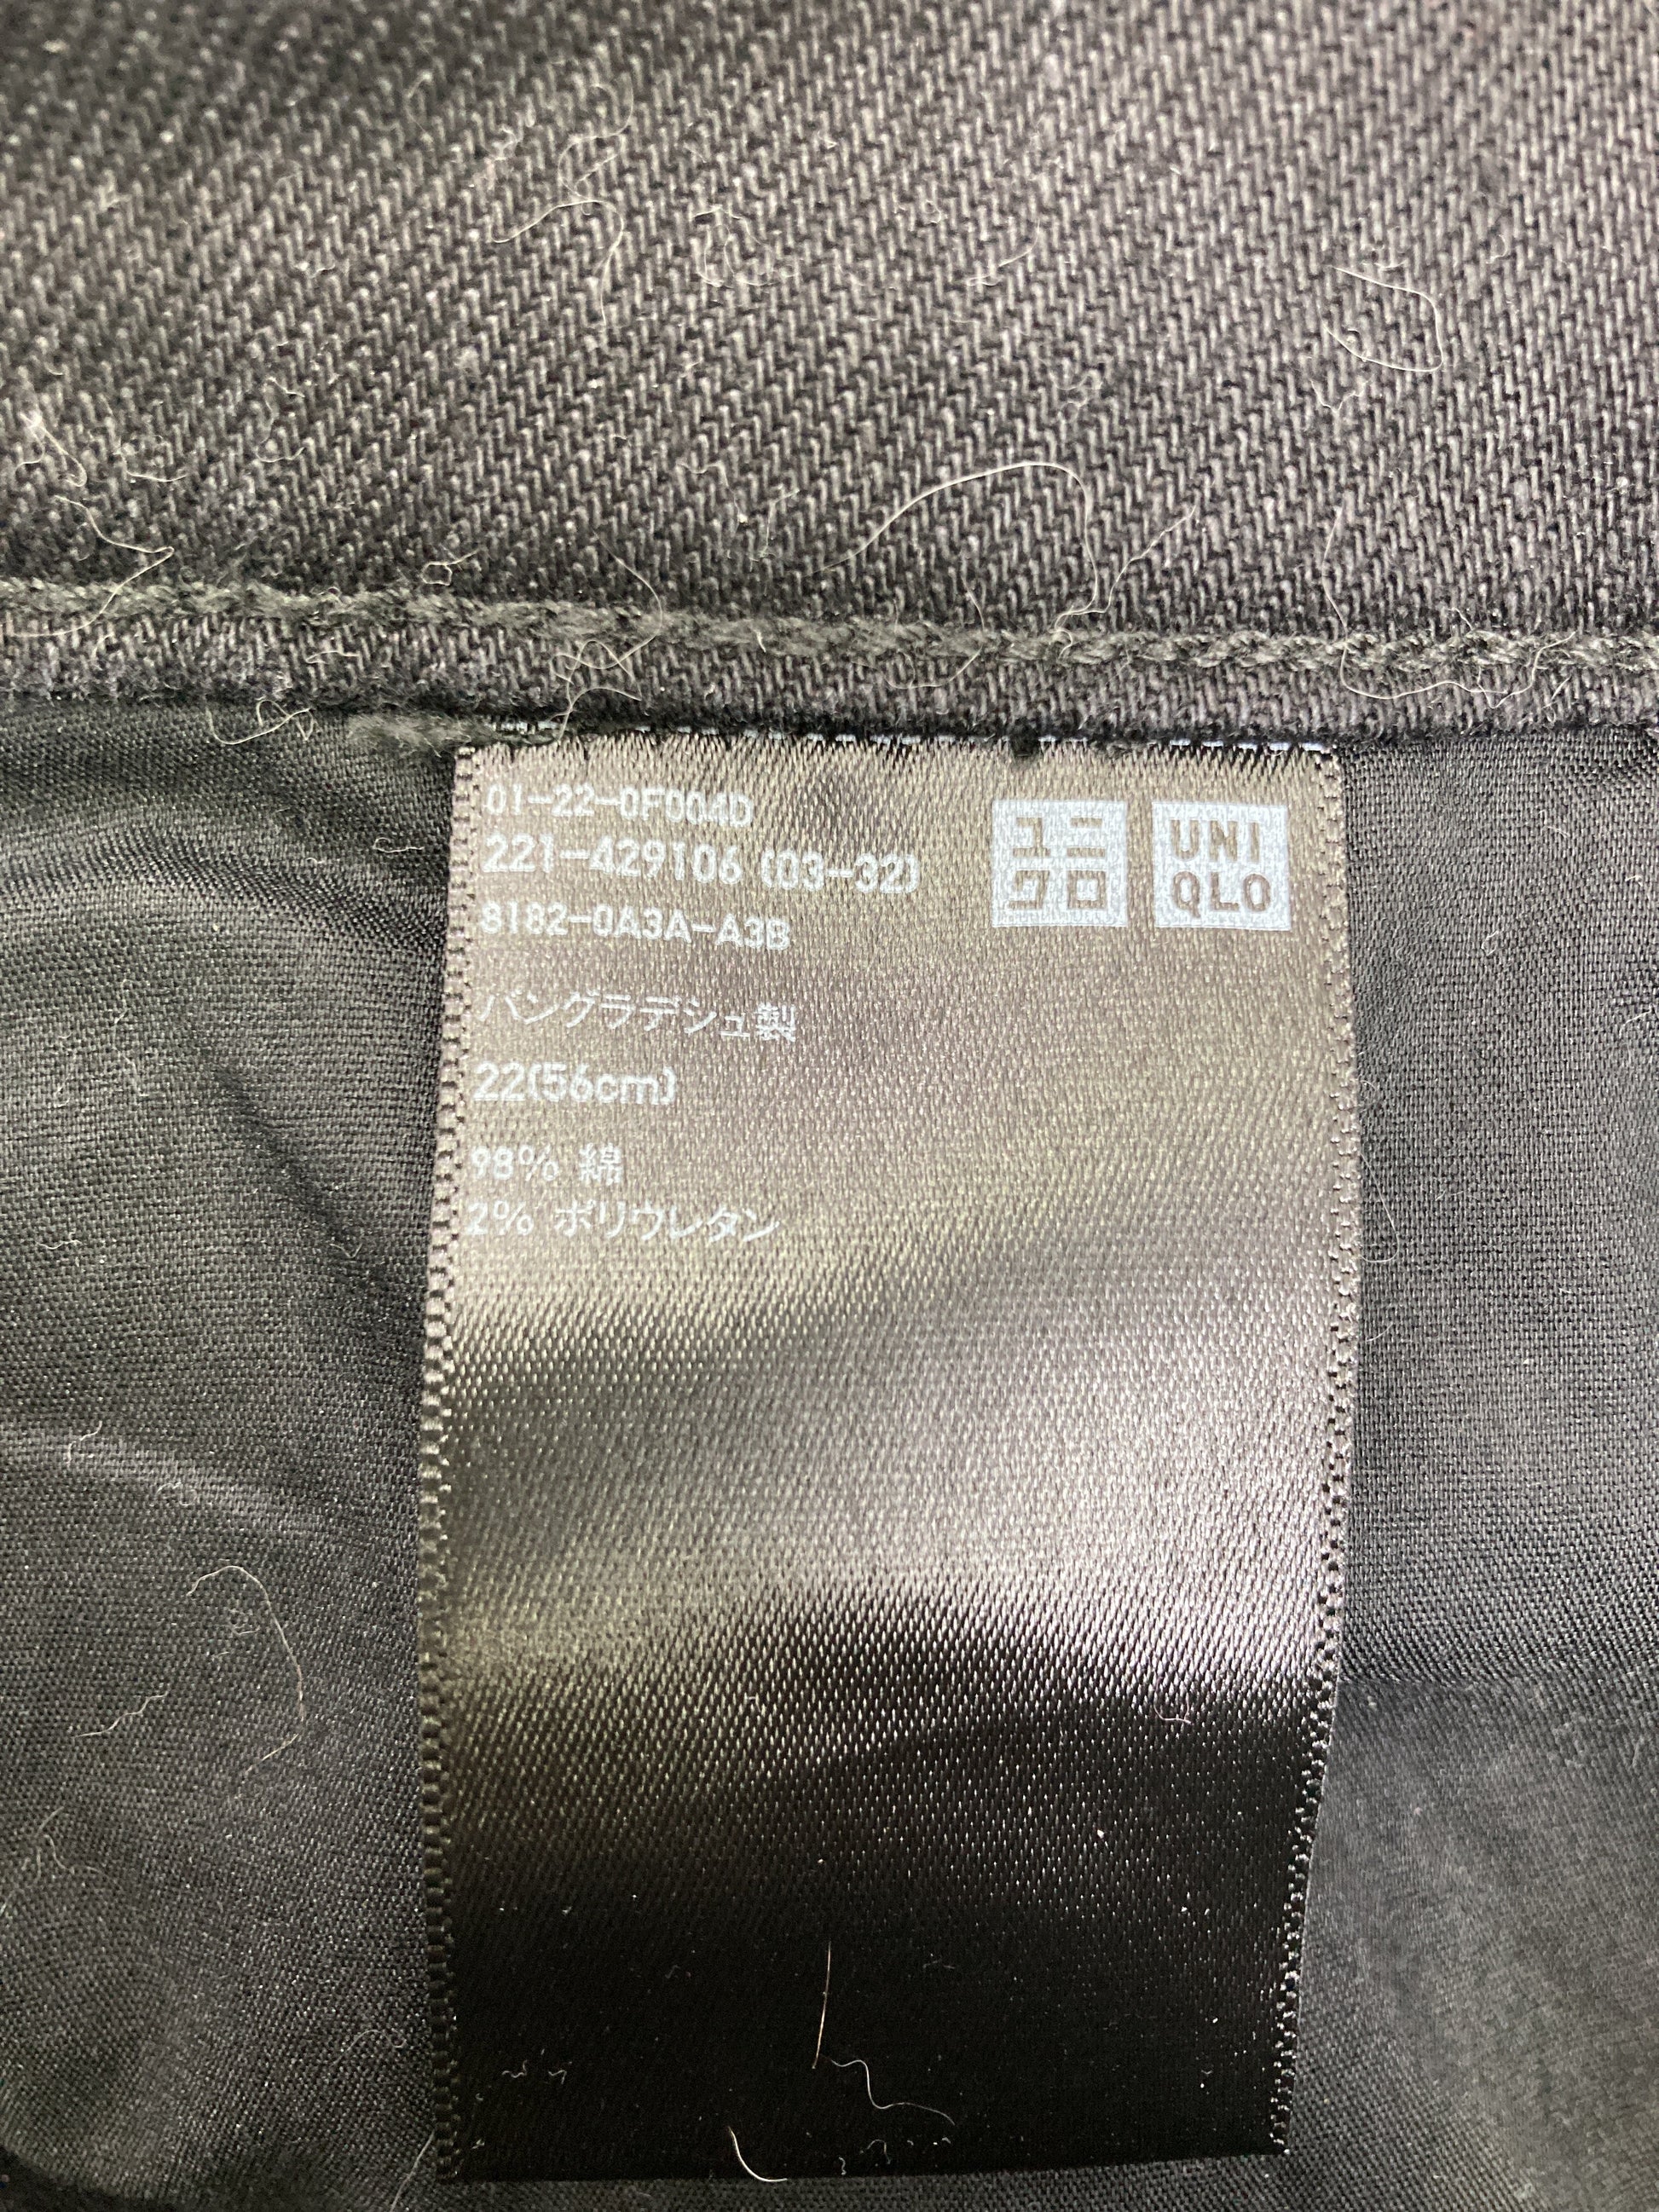 01-22-0F004D
221-429106 (03-32)
8182-0A3A-A3B
ユニ
クロ
UNI
QLO
バングラデシュ製
22(56cm)
98% 綿
2% ポリウレタン